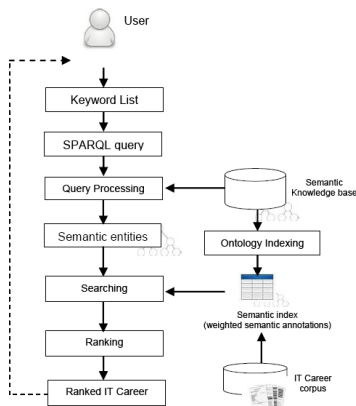 User
Keyword List
SPARQL query
Query Processing
Semantic
Knowledge base
Semantic entities
Ontology Indexing
Searching
Semantic index
(weighted semantic annotations)
Ranking
IT Career
corpus
Ranked IT Career